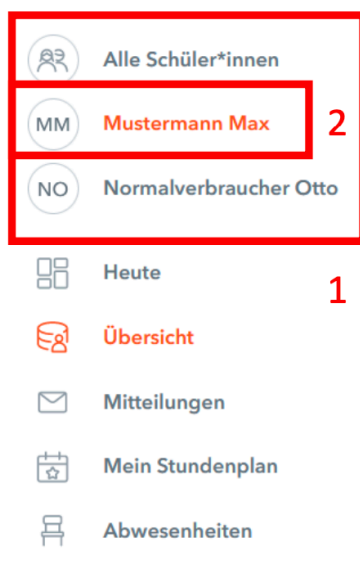 Alle Schüler*innen
MM Mustermann Max 2
NO Normalverbraucher Otto
Heute
1
Übersicht
Mitteilungen
Mein Stundenplan
Abwesenheiten